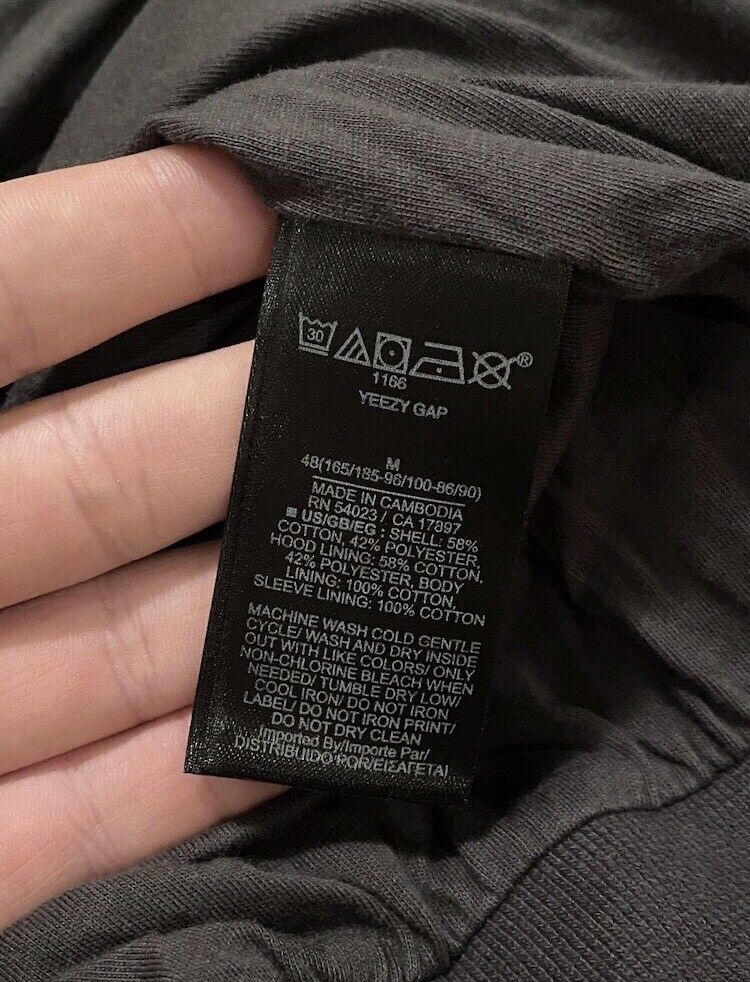 30
®
1166
YEEZY GAP
M
48(165/185-96/100-86/90)
MADE IN CAMBODIA
RN 54023 / CA 17897
US/GB/EG : SHELL: 58%
COTTON, 42% POLYESTER,
HOOD LINING: 58% COTTON,
42% POLYESTER, BODY
LINING: 100% COTTON,
SLEEVE LINING: 100% COTTON
MACHINE WASH COLD GENTLE
CYCLE/ WASH AND DRY INSIDE
OUT WITH LIKE COLORS/ ONLY
NON-CHLORINE BLEACH WHEN
NEEDED/ TUMBLE DRY LOW/
COOL IRON/ DO NOT IRON
LABEL/ DO NOT IRON PRINT/
DO NOT DRY CLEAN
Imported By/Importe Par/
DISTRIBUIDO POR/ΕΙΣΑΓΕΤΑΙ